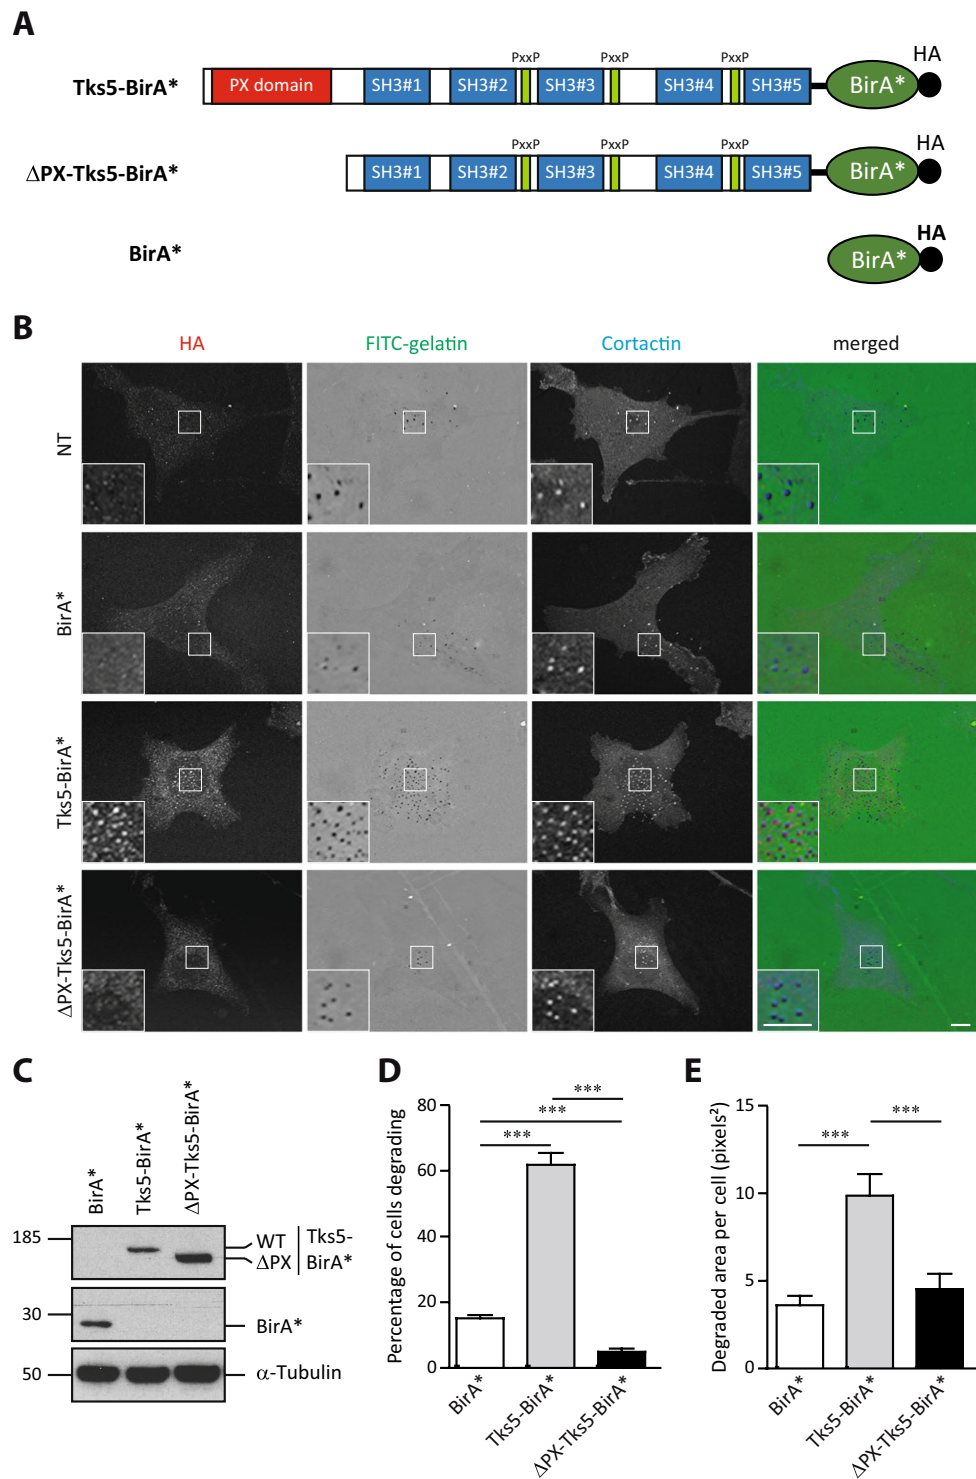 A
HA
PxxP PxxP PxxP
Tks5-BirA*
PX domain SH3#1 SH3#2 SH3#3 SH3#4 SH3#5 BirA*
HA
PxxP PxxP PxxP
ΔPX-Tks5-BirA*
SH3#1 SH3#2 SH3#3 SH3#4 SH3#5 BirA*
HA
BirA*
BirA*
B
HA FITC-gelatin Cortactin merged
NT
BirA*
Tks5-BirA*
ΔPX-Tks5-BirA*
C
BirA*
Tks5-BirA*
ΔPX-Tks5-BirA*
185
WT
ΔPX
Tks5-
BirA*
30
BirA*
50
α-Tubulin
D
Percentage of cells degrading
80
60
40
20
0
***
***
***
BirA*
Tks5-BirA*
ΔPX-Tks5-BirA*
E
Degraded area per cell (pixels²)
15
10
5
0
***
***
BirA*
Tks5-BirA*
ΔPX-Tks5-BirA*